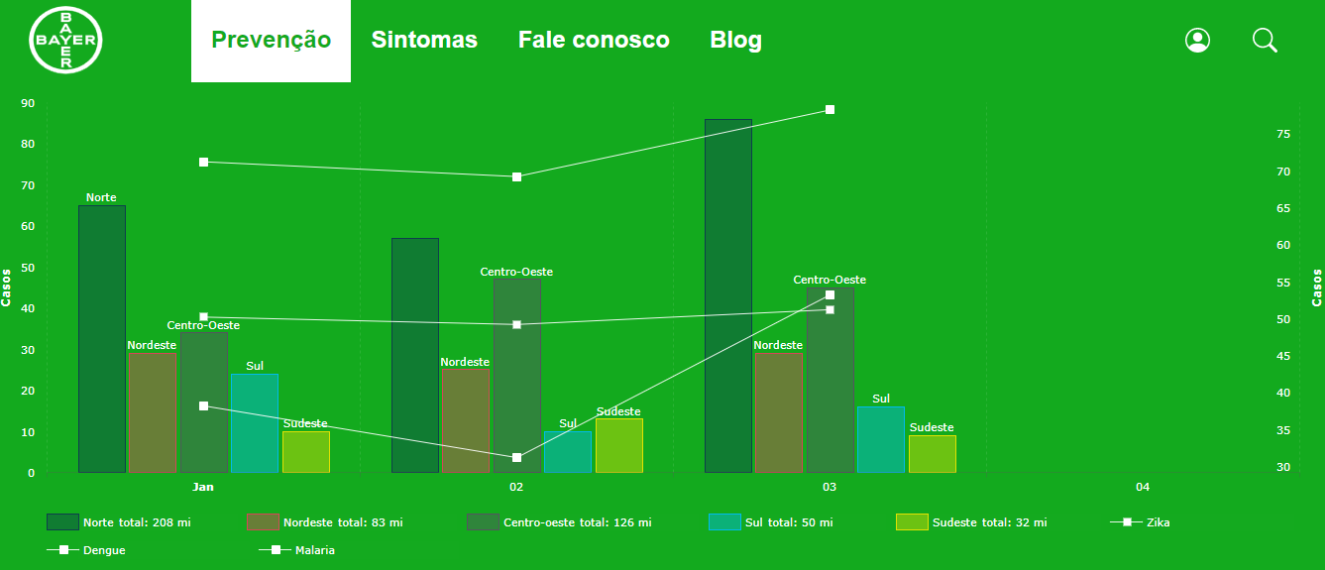 BAYER
BAYER
Prevenção Sintomas Fale conosco Blog
90
80
70
60
50
40
30
20
10
0
Casos
75
70
65
60
55
50
45
40
35
30
Casos
Norte
Nordeste
Centro-Oeste
Sul
Sudeste
Nordeste
Centro-Oeste
Sul
Sudeste
Nordeste
Centro-Oeste
Sul
Sudeste
Jan 02 03 04
Norte total: 208 mi Nordeste total: 83 mi Centro-oeste total: 126 mi Sul total: 50 mi Sudeste total: 32 mi Zika
Dengue Malaria